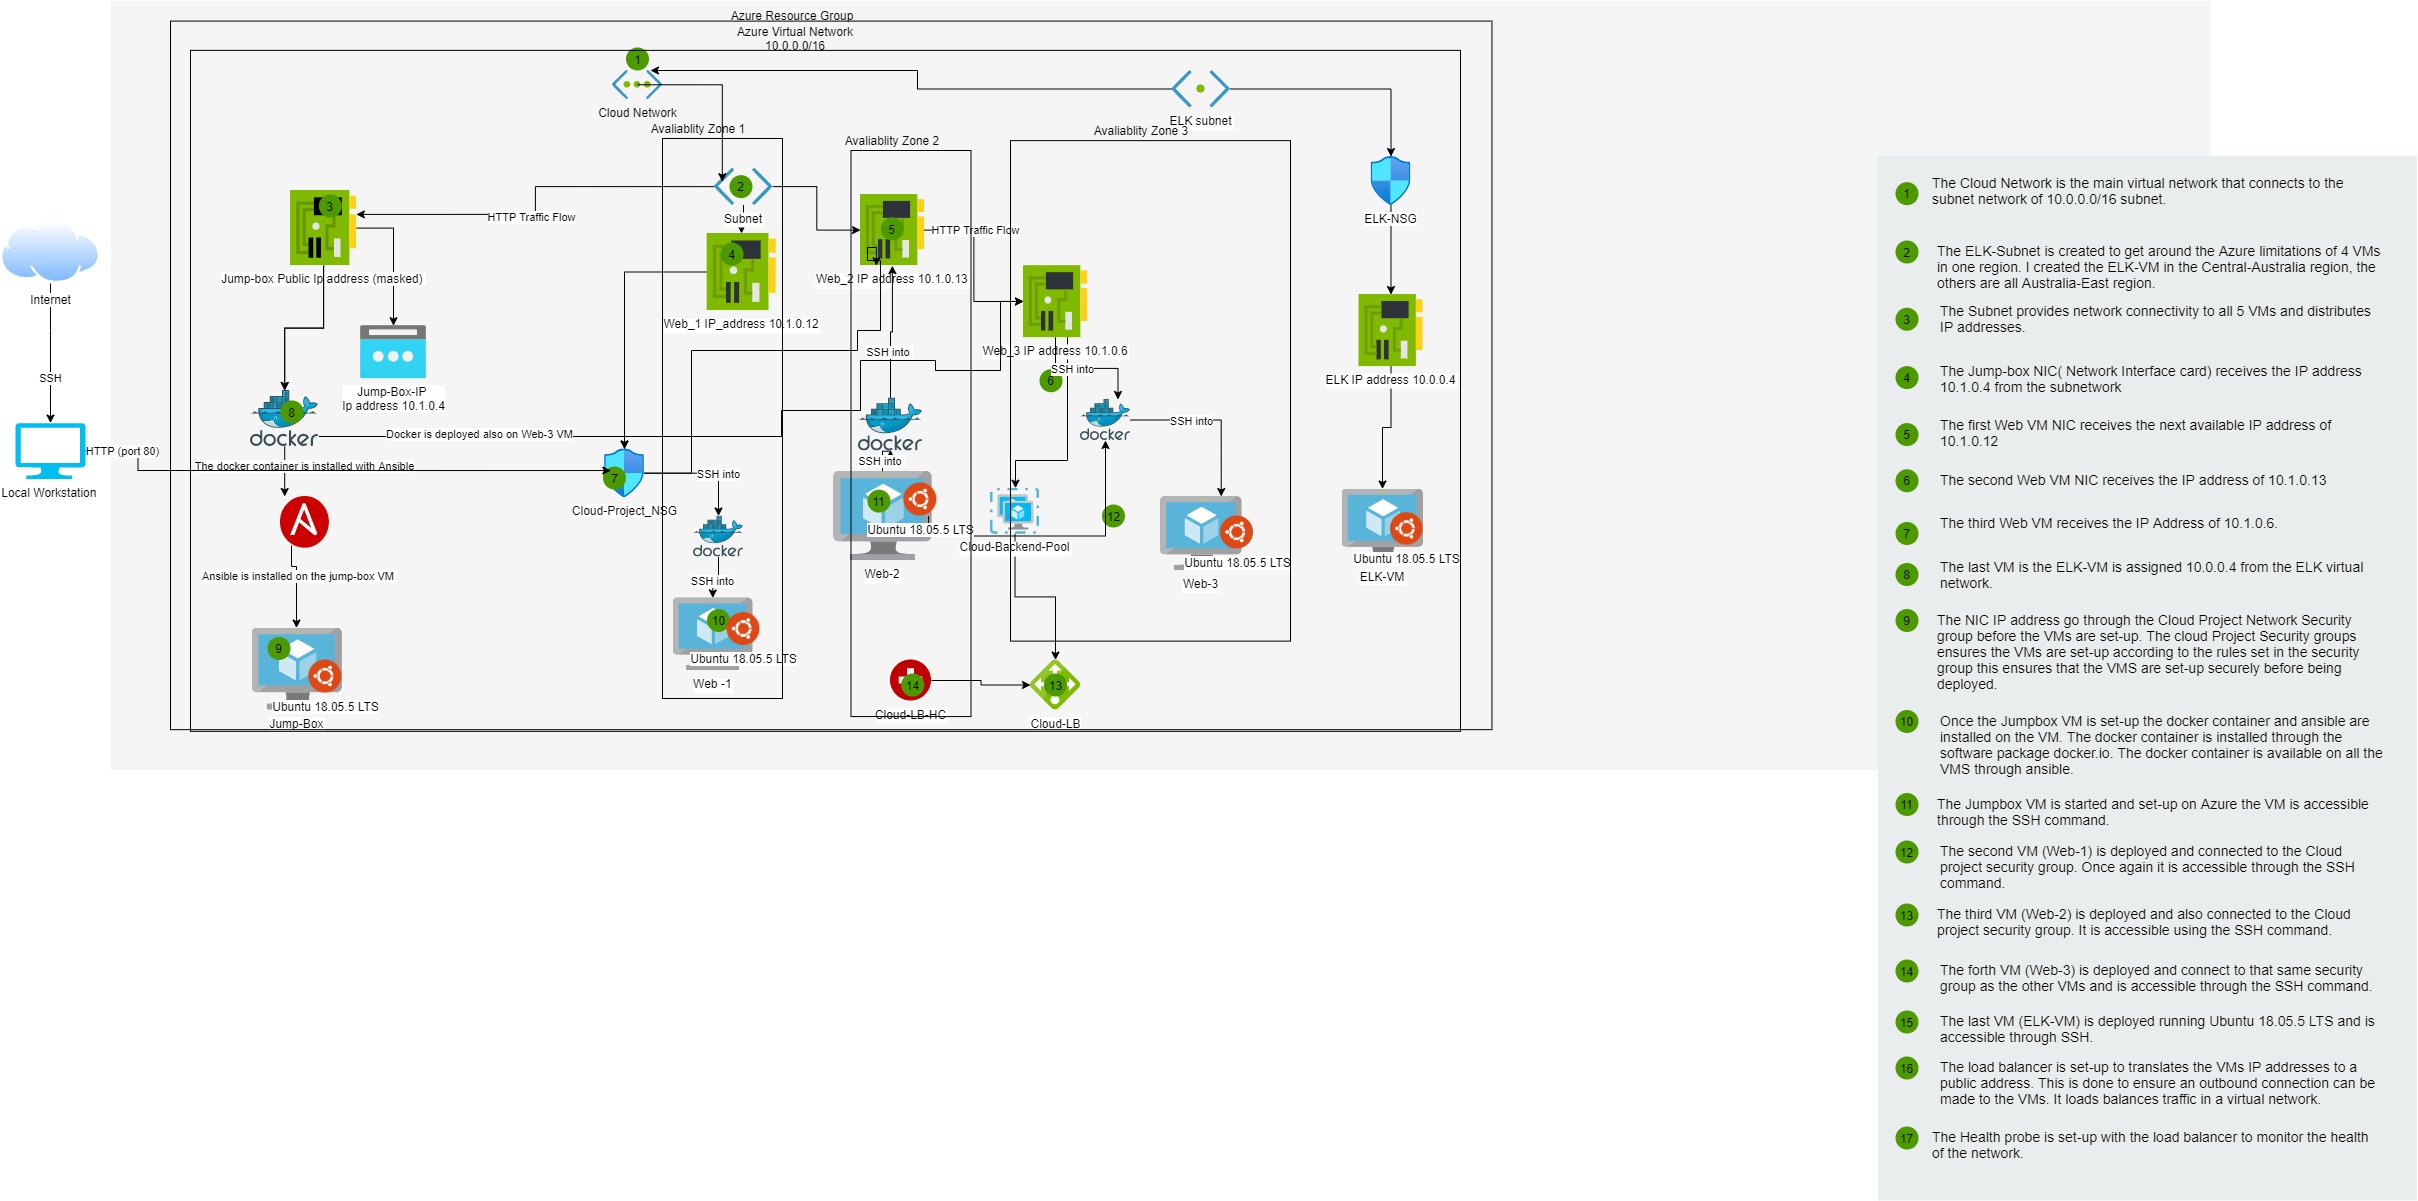 Azure Resource Group
Azure Virtual Network
10.0.0.0/16
1
Cloud Network
ELK subnet
Avaliablity Zone 1
Avaliablity Zone 2
Avaliablity Zone 3
2
Subnet
HTTP Traffic Flow
3
Jump-box Public Ip address (masked)
4
Web_1 IP_address 10.1.0.12
5
Web_2 IP address 10.1.0.13
HTTP Traffic Flow
Web_3 IP address 10.1.0.6
ELK-NSG
ELK IP address 10.0.0.4
Internet
SSH
Local Workstation
HTTP (port 80)
Jump-Box-IP
Ip address 10.1.0.4
8
docker
Docker is deployed also on Web-3 VM
The docker container is installed with Ansible
Ansible is installed on the jump-box VM
9
Ubuntu 18.05.5 LTS
Jump-Box
7
Cloud-Project_NSG
SSH into
docker
SSH into
10
Ubuntu 18.05.5 LTS
Web -1
SSH into
docker
SSH into
11
Ubuntu 18.05.5 LTS
Web-2
6
SSH into
docker
SSH into
12
Cloud-Backend-Pool
Ubuntu 18.05.5 LTS
Web-3
Ubuntu 18.05.5 LTS
ELK-VM
14
Cloud-LB-HC
13
Cloud-LB
1
The Cloud Network is the main virtual network that connects to the
subnet network of 10.0.0.0/16 subnet.
2
The ELK-Subnet is created to get around the Azure limitations of 4 VMs
in one region. I created the ELK-VM in the Central-Australia region, the
others are all Australia-East region.
3
The Subnet provides network connectivity to all 5 VMs and distributes
IP addresses.
4
The Jump-box NIC( Network Interface card) receives the IP address
10.1.0.4 from the subnetwork
5
The first Web VM NIC receives the next available IP address of
10.1.0.12
6
The second Web VM NIC receives the IP address of 10.1.0.13
7
The third Web VM receives the IP Address of 10.1.0.6.
8
The last VM is the ELK-VM is assigned 10.0.0.4 from the ELK virtual
network.
9
The NIC IP address go through the Cloud Project Network Security
group before the VMs are set-up. The cloud Project Security groups
ensures the VMs are set-up according to the rules set in the security
group this ensures that the VMS are set-up securely before being
deployed.
10
Once the Jumpbox VM is set-up the docker container and ansible are
installed on the VM. The docker container is installed through the
software package docker.io. The docker container is available on all the
VMS through ansible.
11
The Jumpbox VM is started and set-up on Azure the VM is accessible
through the SSH command.
12
The second VM (Web-1) is deployed and connected to the Cloud
project security group. Once again it is accessible through the SSH
command.
13
The third VM (Web-2) is deployed and also connected to the Cloud
project security group. It is accessible using the SSH command.
14
The forth VM (Web-3) is deployed and connect to that same security
group as the other VMs and is accessible through the SSH command.
15
The last VM (ELK-VM) is deployed running Ubuntu 18.05.5 LTS and is
accessible through SSH.
16
The load balancer is set-up to translates the VMs IP addresses to a
public address. This is done to ensure an outbound connection can be
made to the VMs. It loads balances traffic in a virtual network.
17
The Health probe is set-up with the load balancer to monitor the health
of the network.